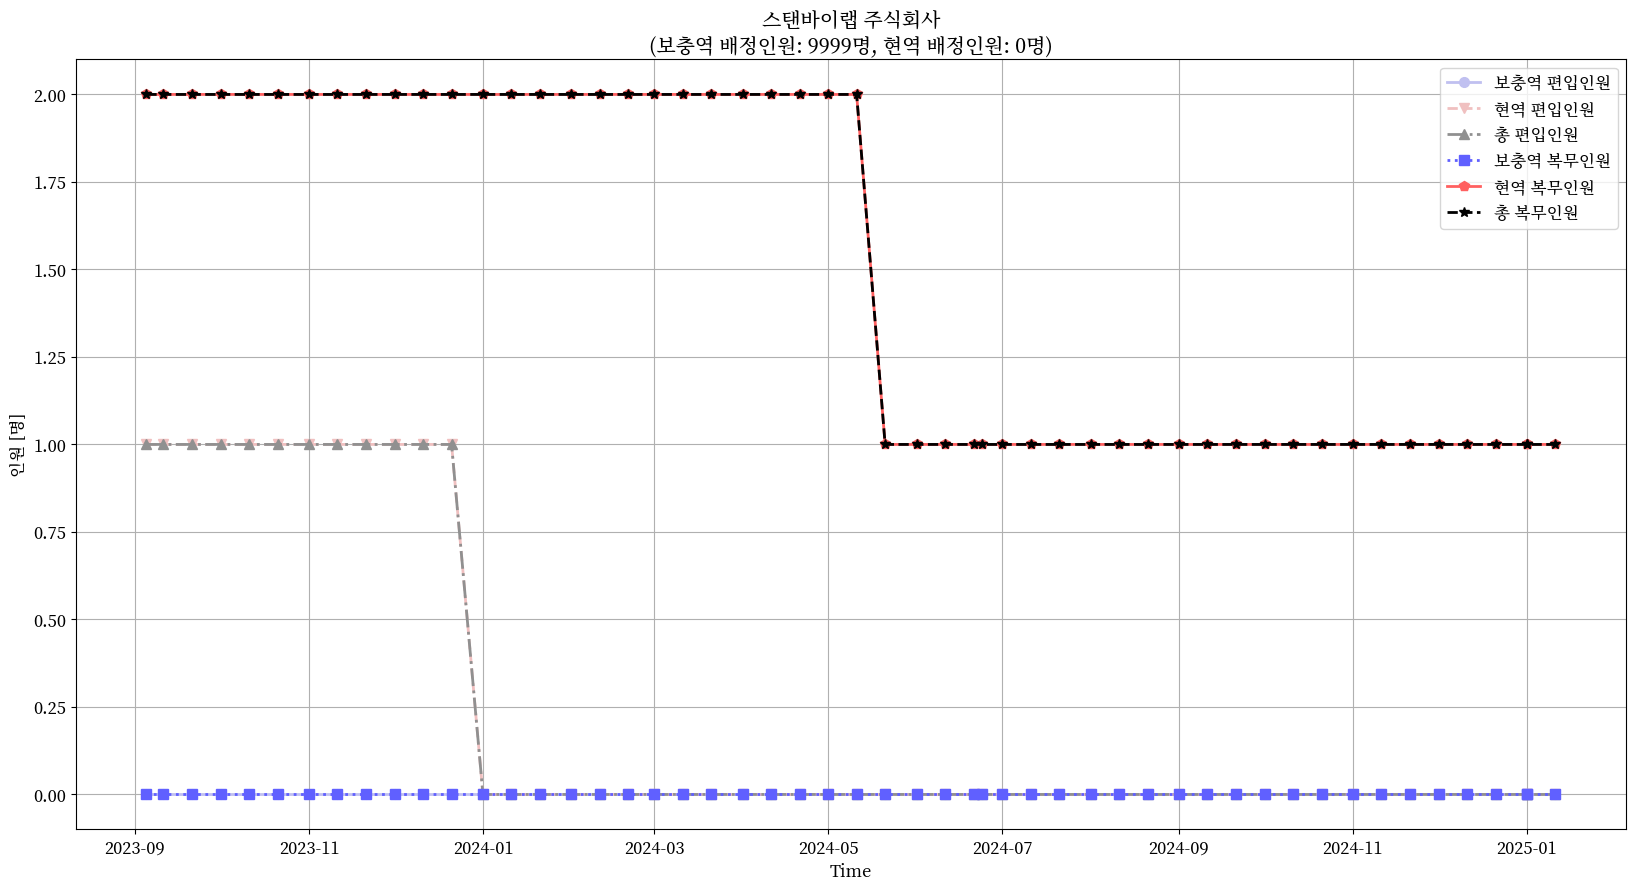 스탠바이랩 주식회사
(보충역 배정인원: 9999명, 현역 배정인원: 0명)
보충역 편입인원
현역 편입인원
총 편입인원
보충역 복무인원
현역 복무인원
총 복무인원
2.00
1.75
1.50
1.25
1.00
0.75
0.50
0.25
0.00
인원 [명]
2023-09 2023-11 2024-01 2024-03 2024-05 2024-07 2024-09 2024-11 2025-01
Time